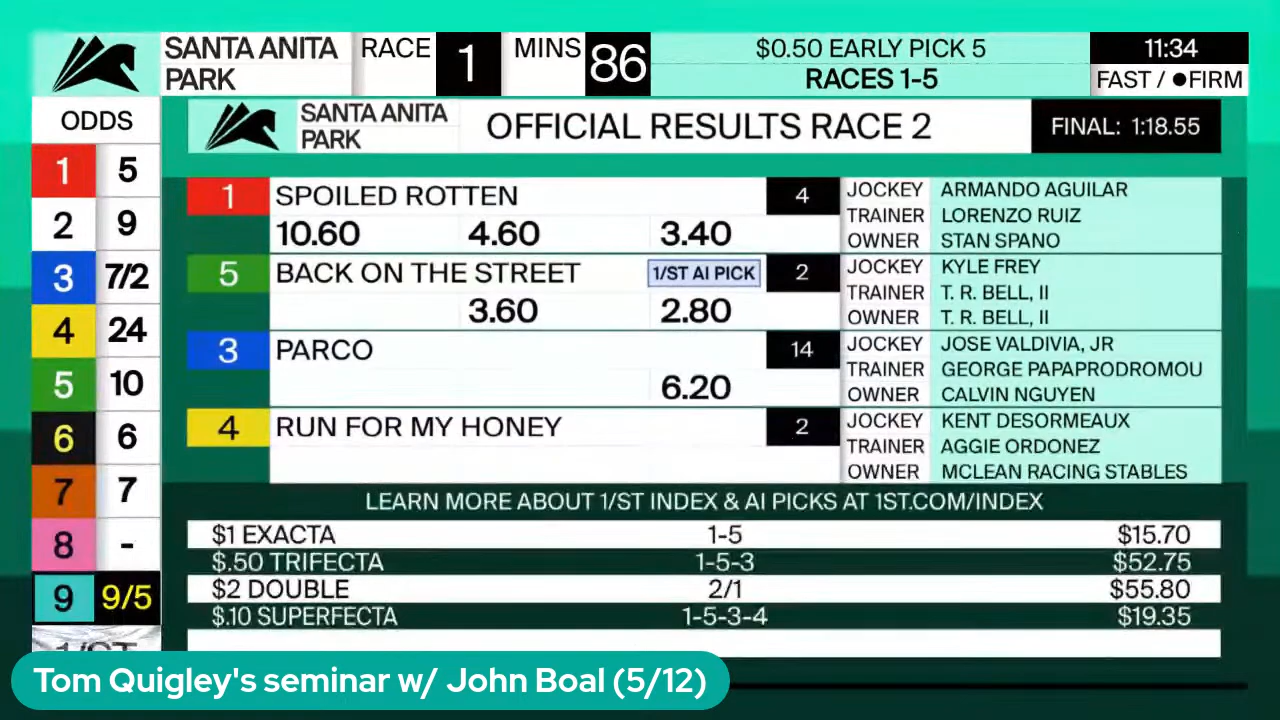 SANTA ANITA PARK RACE 1 MINS 86 $0.50 EARLY PICK 5 RACES 1-5 11:34 FAST / ●FIRM
ODDS
1 5
2 9
3 7/2
4 24
5 10
6 6
7 7
8 -
9 9/5
1/ST
SANTA ANITA PARK OFFICIAL RESULTS RACE 2 FINAL: 1:18.55
1 SPOILED ROTTEN 4
10.60 4.60 3.40
JOCKEY ARMANDO AGUILAR
TRAINER LORENZO RUIZ
OWNER STAN SPANO
5 BACK ON THE STREET 1/ST AI PICK 2
3.60 2.80
JOCKEY KYLE FREY
TRAINER T. R. BELL, II
OWNER T. R. BELL, II
3 PARCO 14
6.20
JOCKEY JOSE VALDIVIA, JR
TRAINER GEORGE PAPAPRODROMOU
OWNER CALVIN NGUYEN
4 RUN FOR MY HONEY 2
JOCKEY KENT DESORMEAUX
TRAINER AGGIE ORDONEZ
OWNER MCLEAN RACING STABLES
LEARN MORE ABOUT 1/ST INDEX & AI PICKS AT 1ST.COM/INDEX
$1 EXACTA 1-5 $15.70
$.50 TRIFECTA 1-5-3 $52.75
$2 DOUBLE 2/1 $55.80
$.10 SUPERFECTA 1-5-3-4 $19.35
Tom Quigley's seminar w/ John Boal (5/12)